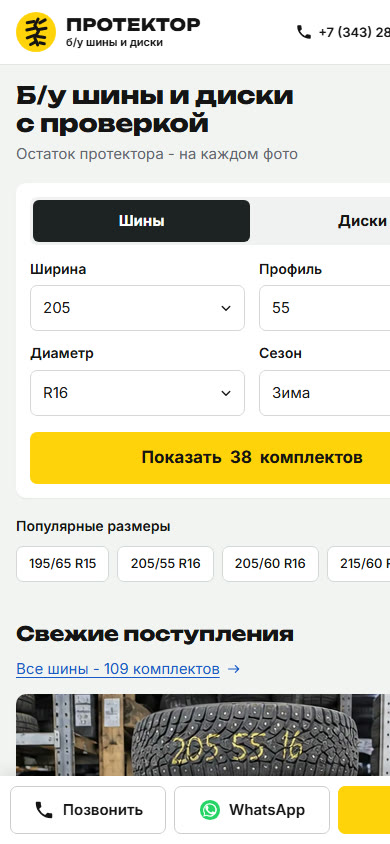 ПРОТЕКТОР
б/у шины и диски
+7 (343) 28
Б/у шины и диски
с проверкой
Остаток протектора - на каждом фото
Шины
Диски
Ширина
Профиль
205
55
Диаметр
Сезон
R16
Зима
Показать 38 комплектов
Популярные размеры
195/65 R15
205/55 R16
205/60 R16
215/60 R
Свежие поступления
Все шины - 109 комплектов →
205 55 16
Позвонить
WhatsApp